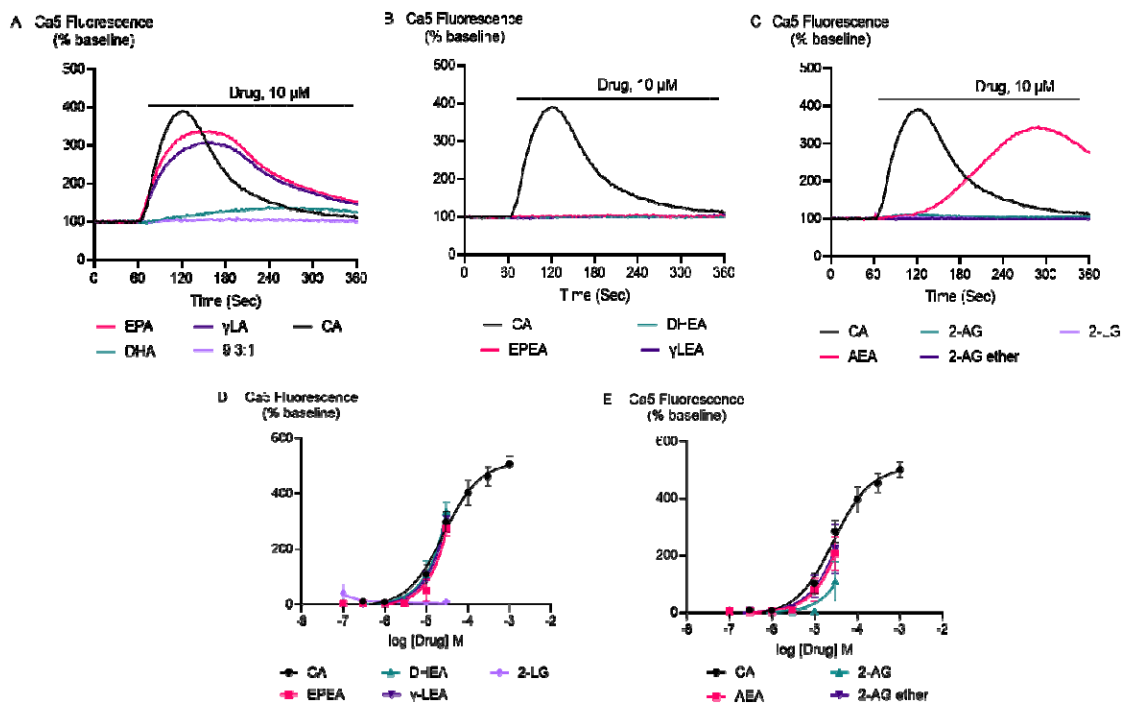 A Ca5 Fluorescence
(% baseline)
500
400
300
200
100
0
Drug, 10 µM
0 60 120 180 240 300 360
Time (Sec)
EPA γLA CA
DHA 9 3:1
B Ca5 Fluorescence
(% baseline)
500
400
300
200
100
0
Drug, 10 µM
0 60 120 180 240 300 360
Time (Sec)
CA DHEA
EPEA γLEA
C Ca5 Fluorescence
(% baseline)
500
400
300
200
100
0
Drug, 10 µM
0 60 120 180 240 300 360
Time (Sec)
CA 2-AG 2-LG
AEA 2-AG ether
D Ca5 Fluorescence
(% baseline)
600
400
200
0
-8 -7 -6 -5 -4 -3 -2
log [Drug] M
CA DHEA 2-LG
EPEA γ-LEA
E Ca5 Fluorescence
(% baseline)
600
400
200
0
-8 -7 -6 -5 -4 -3 -2
log [Drug] M
CA 2-AG
AEA 2-AG ether